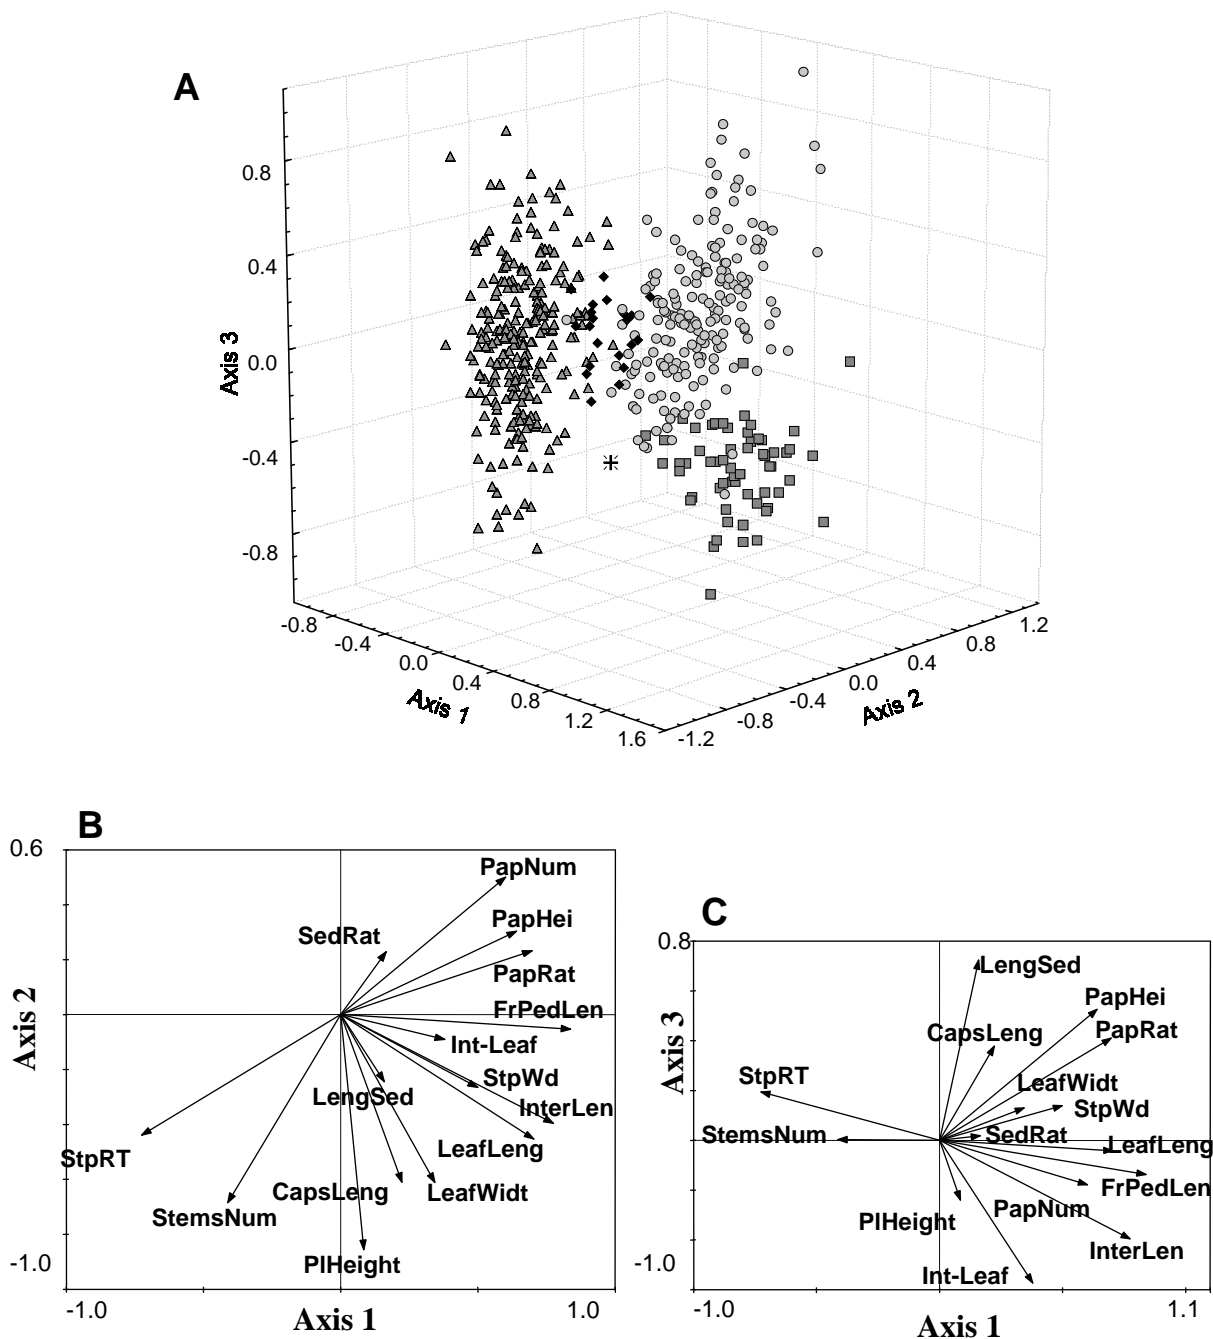 A
0.8
0.4
0.0
-0.4
-0.8
Axis 3
-0.8
-0.4
0.0
0.4
0.8
1.2
1.6
Axis 1
-1.2
-0.8
-0.4
0.0
0.4
0.8
1.2
Axis 2
B
0.6
PapNum
PapHei
SedRat
PapRat
FrPedLen
Int-Leaf
StpWd
LengSed
InterLen
LeafLeng
StpRT
CapsLeng
LeafWidt
StemsNum
PlHeight
-1.0
-1.0
1.0
Axis 2
Axis 1
C
0.8
LengSed
PapHei
CapsLeng
PapRat
StpRT
LeafWidt
StpWd
StemsNum
SedRat
LeafLeng
FrPedLen
PapNum
PlHeight
InterLen
Int-Leaf
-1.0
-1.0
1.1
Axis 3
Axis 1